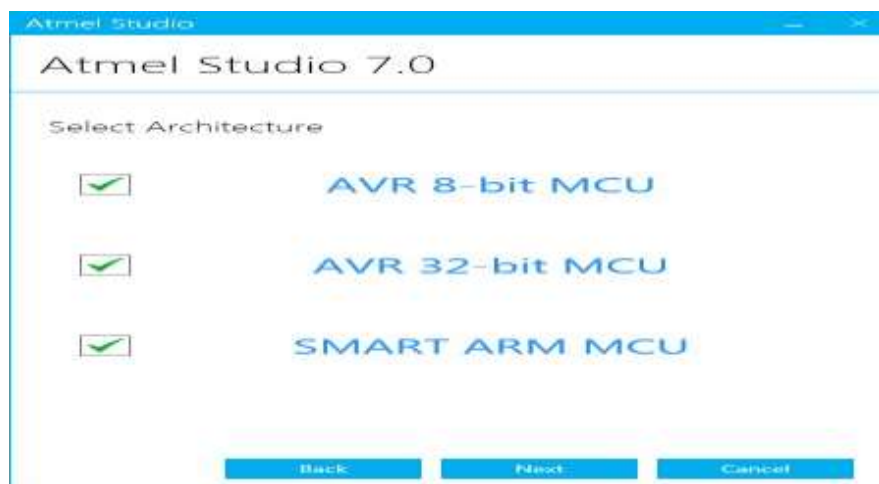 Atmel Studio
Atmel Studio 7.0
Select Architecture
AVR 8-bit MCU
AVR 32-bit MCU
SMART ARM MCU
Back Next Cancel